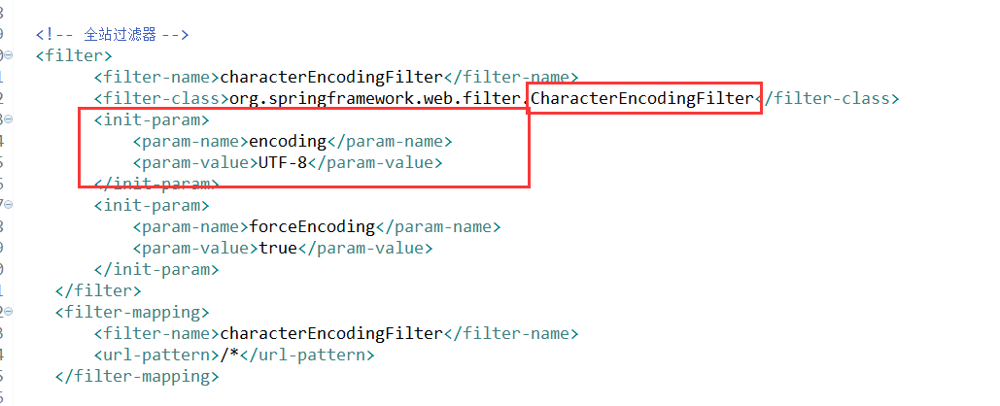 <!-- 全站过滤器 -->
<filter>
<filter-name>characterEncodingFilter</filter-name>
<filter-class>org.springframework.web.filter.CharacterEncodingFilter</filter-class>
<init-param>
<param-name>encoding</param-name>
<param-value>UTF-8</param-value>
</init-param>
<init-param>
<param-name>forceEncoding</param-name>
<param-value>true</param-value>
</init-param>
</filter>
<filter-mapping>
<filter-name>characterEncodingFilter</filter-name>
<url-pattern>/*</url-pattern>
</filter-mapping>